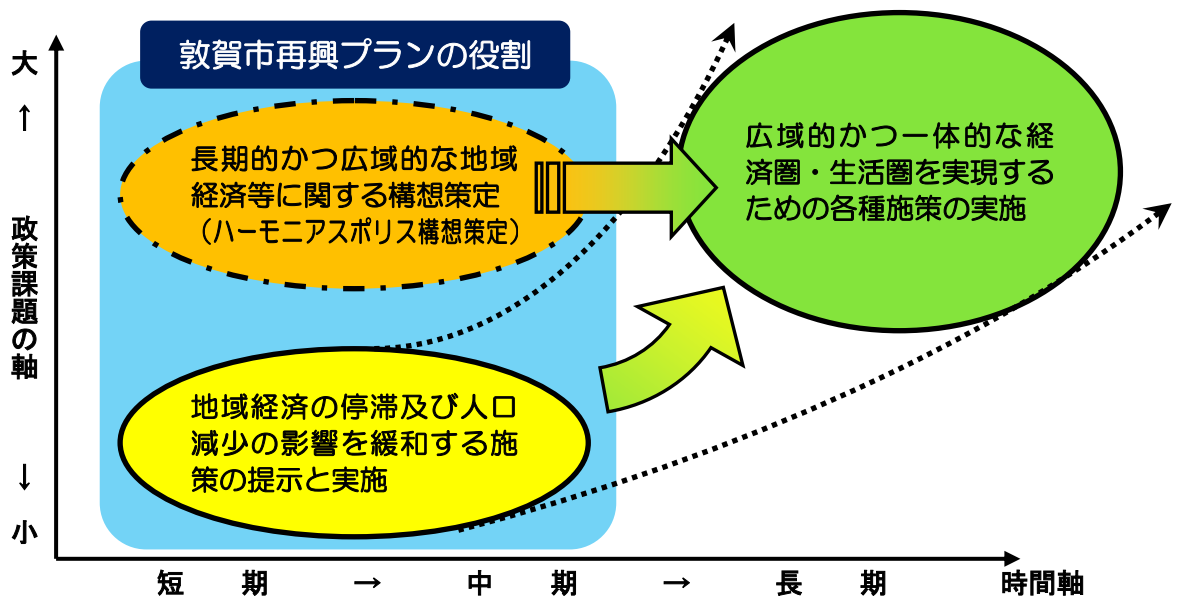 敦賀市再興プランの役割
大
↑
政策課題の軸
↓
小
長期的かつ広域的な地域
経済等に関する構想策定
（ハーモニアスポリス構想策定）
広域的かつ一体的な経
済圏・生活圏を実現する
ための各種施策の実施
地域経済の停滞及び人口
減少の影響を緩和する施
策の提示と実施
短期→中期→長期 時間軸